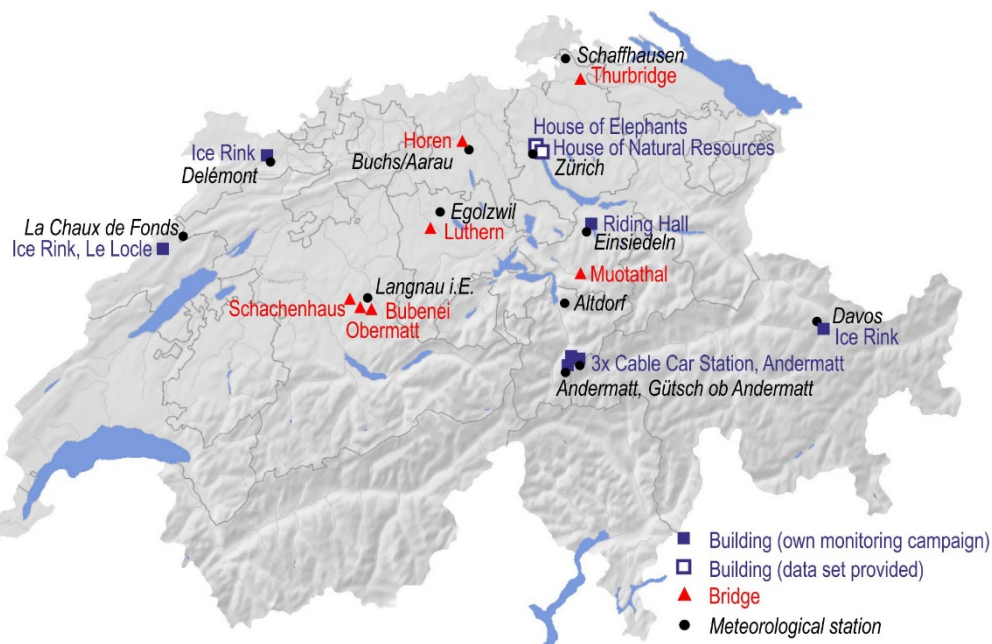 Schaffhausen
Thurbridge
House of Elephants
Horen
House of Natural Resources
Ice Rink
Buchs/Aarau
Zürich
Delémont
Egolzwil
La Chaux de Fonds
Luthern
Riding Hall
Einsiedeln
Ice Rink, Le Locle
Muotathal
Langnau i.E.
Schachenhaus
Bubenei
Altdorf
Obermatt
Davos
Ice Rink
3x Cable Car Station, Andermatt
Andermatt, Gütsch ob Andermatt
Building (own monitoring campaign)
Building (data set provided)
Bridge
Meteorological station